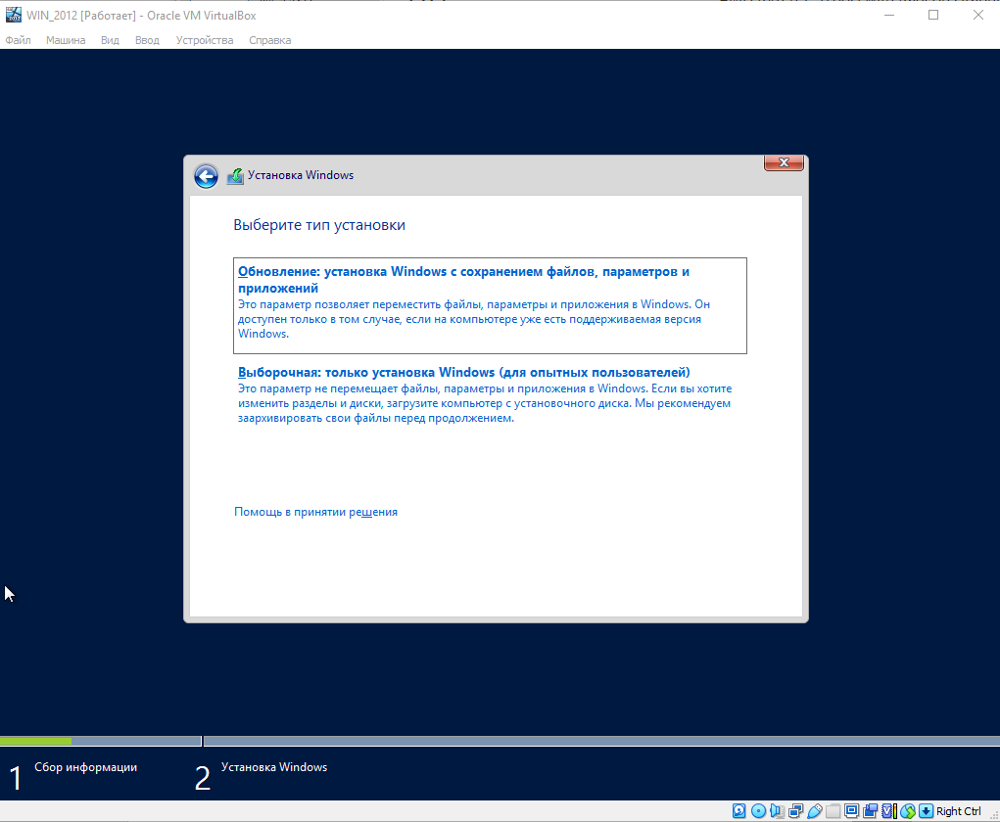 WIN_2012 [Работает] - Oracle VM VirtualBox
Файл Машина Вид Ввод Устройства Справка
Установка Windows
Выберите тип установки
Обновление: установка Windows с сохранением файлов, параметров и
приложений
Это параметр позволяет переместить файлы, параметры и приложения в Windows. Он
доступен только в том случае, если на компьютере уже есть поддерживаемая версия
Windows.
Выборочная: только установка Windows (для опытных пользователей)
Это параметр не перемещает файлы, параметры и приложения в Windows. Если вы хотите
изменить разделы и диски, загрузите компьютер с установочного диска. Мы рекомендуем
заархивировать свои файлы перед продолжением.
Помощь в принятии решения
1 Сбор информации
2 Установка Windows
Right Ctrl